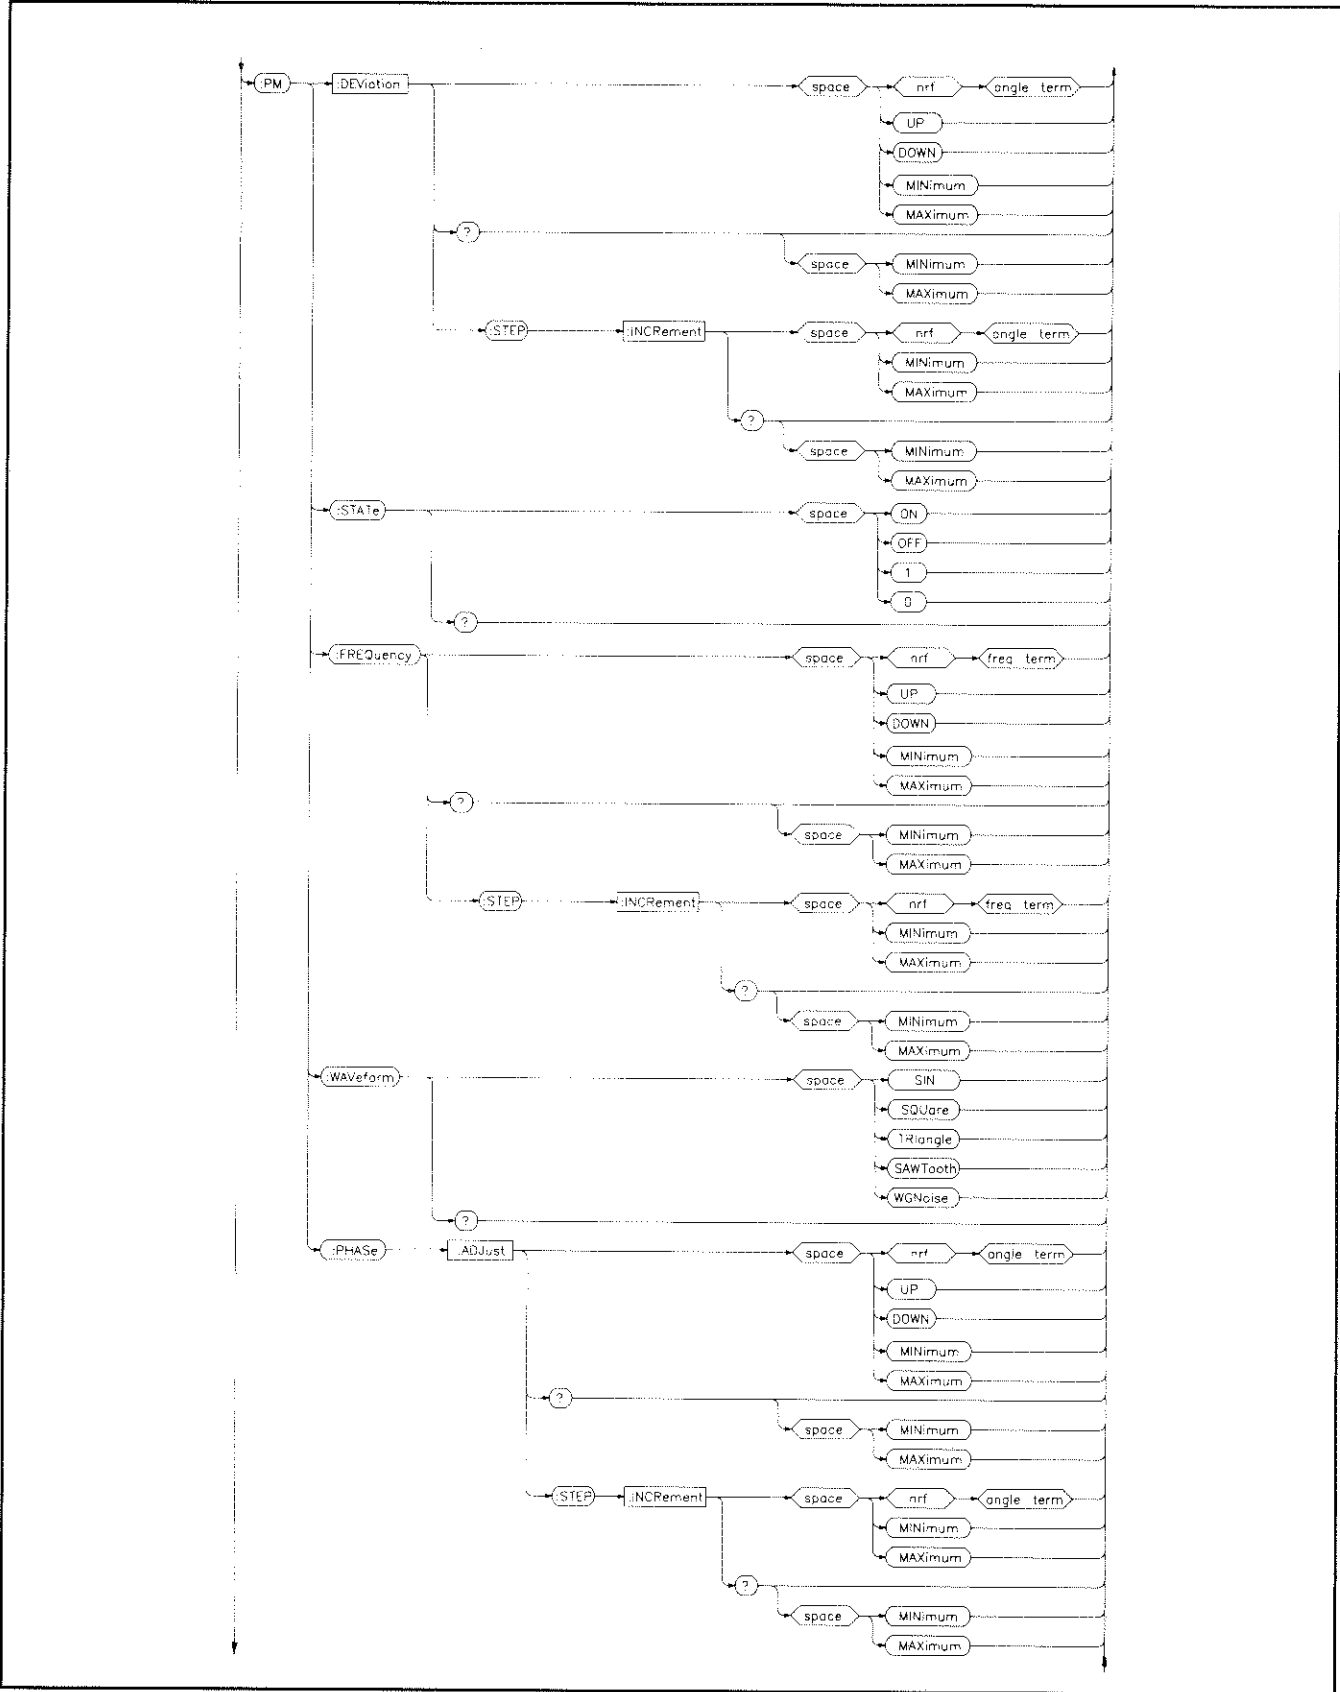 :PM :DEViation space nrf angle term
UP
DOWN
MINimum
MAXimum
?
space MINimum
MAXimum
:STEP :INCRement space nrf angle term
MINimum
MAXimum
?
space MINimum
MAXimum
:STATe space ON
OFF
1
0
?
:FREQuency space nrf freq term
UP
DOWN
MINimum
MAXimum
?
space MINimum
MAXimum
:STEP :INCRement space nrf freq term
MINimum
MAXimum
?
space MINimum
MAXimum
:WAVeform space SIN
SQUare
TRIangle
SAWTooth
WGNoise
?
:PHASe :ADJust space nrf angle term
UP
DOWN
MINimum
MAXimum
?
space MINimum
MAXimum
:STEP :INCRement space nrf angle term
MINimum
MAXimum
?
space MINimum
MAXimum